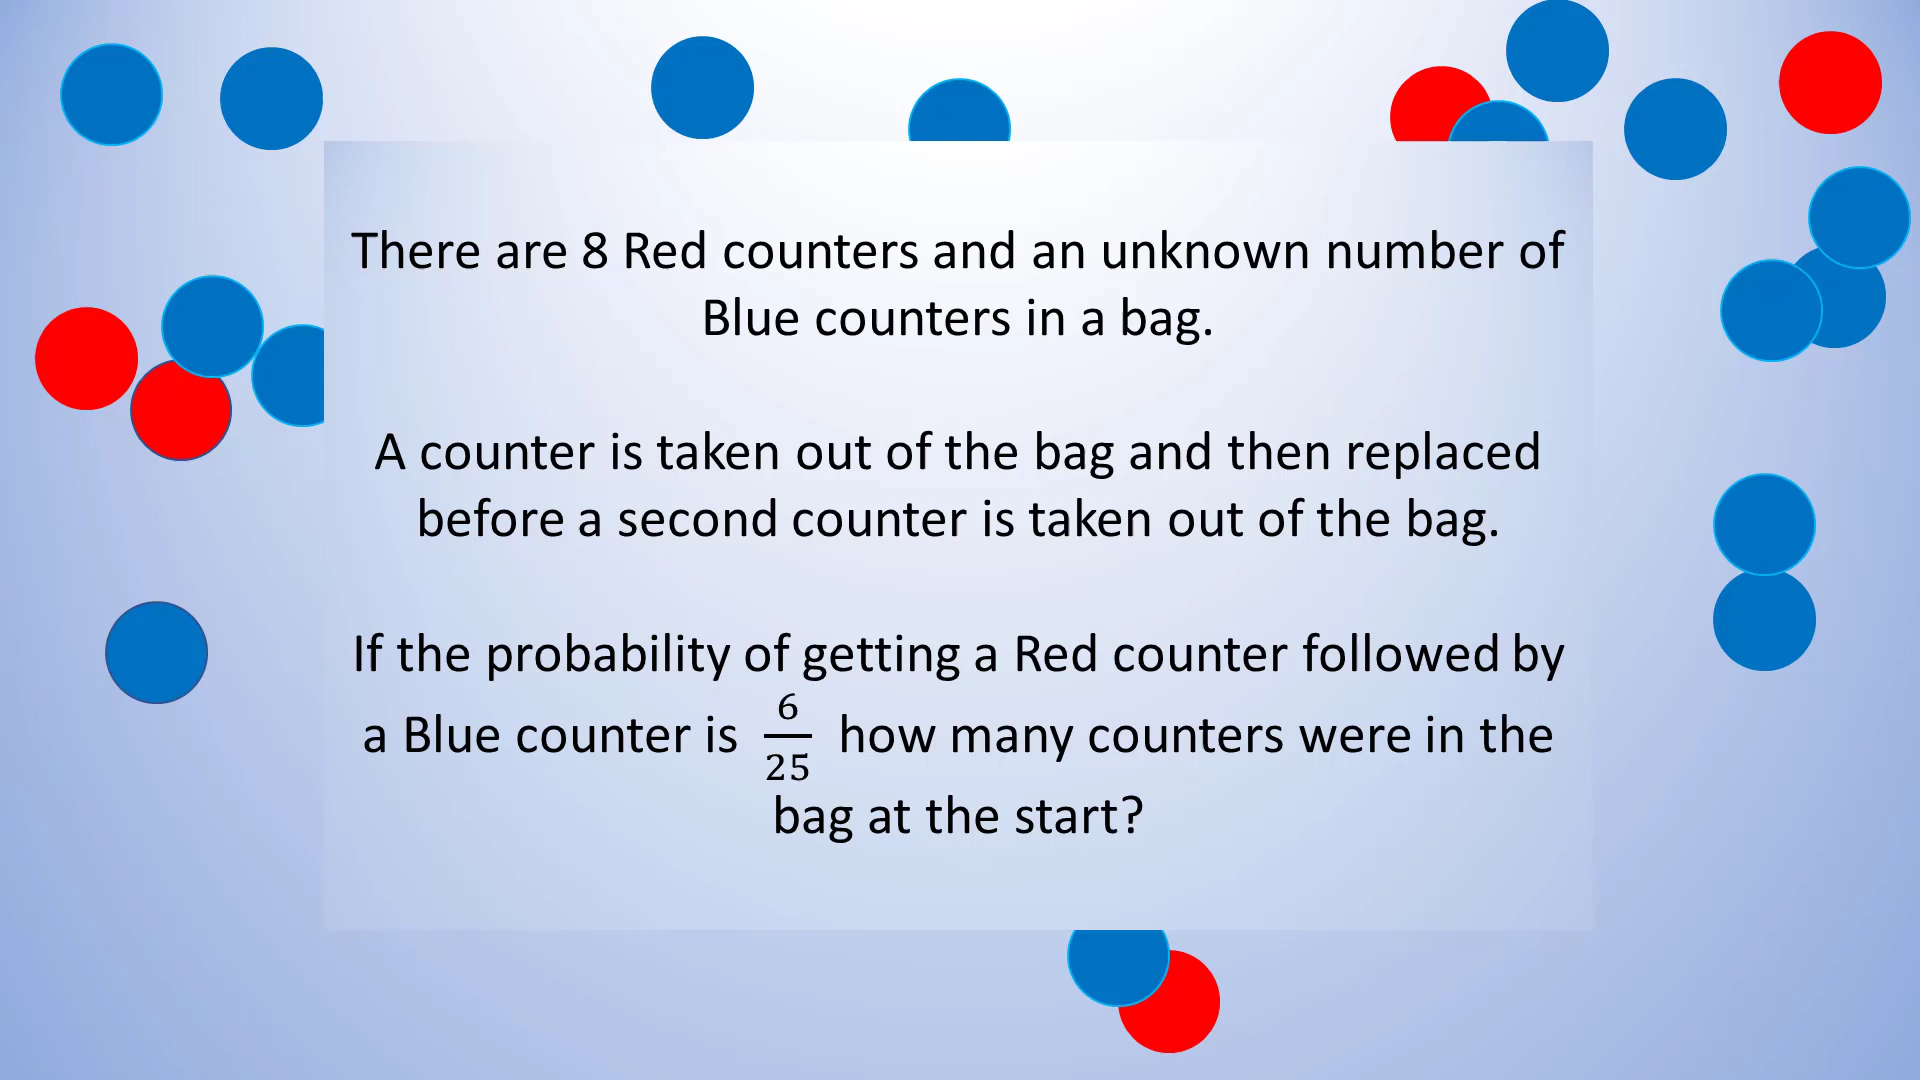 There are 8 Red counters and an unknown number of
Blue counters in a bag.
A counter is taken out of the bag and then replaced
before a second counter is taken out of the bag.
If the probability of getting a Red counter followed by
a Blue counter is 6/25 how many counters were in the
bag at the start?